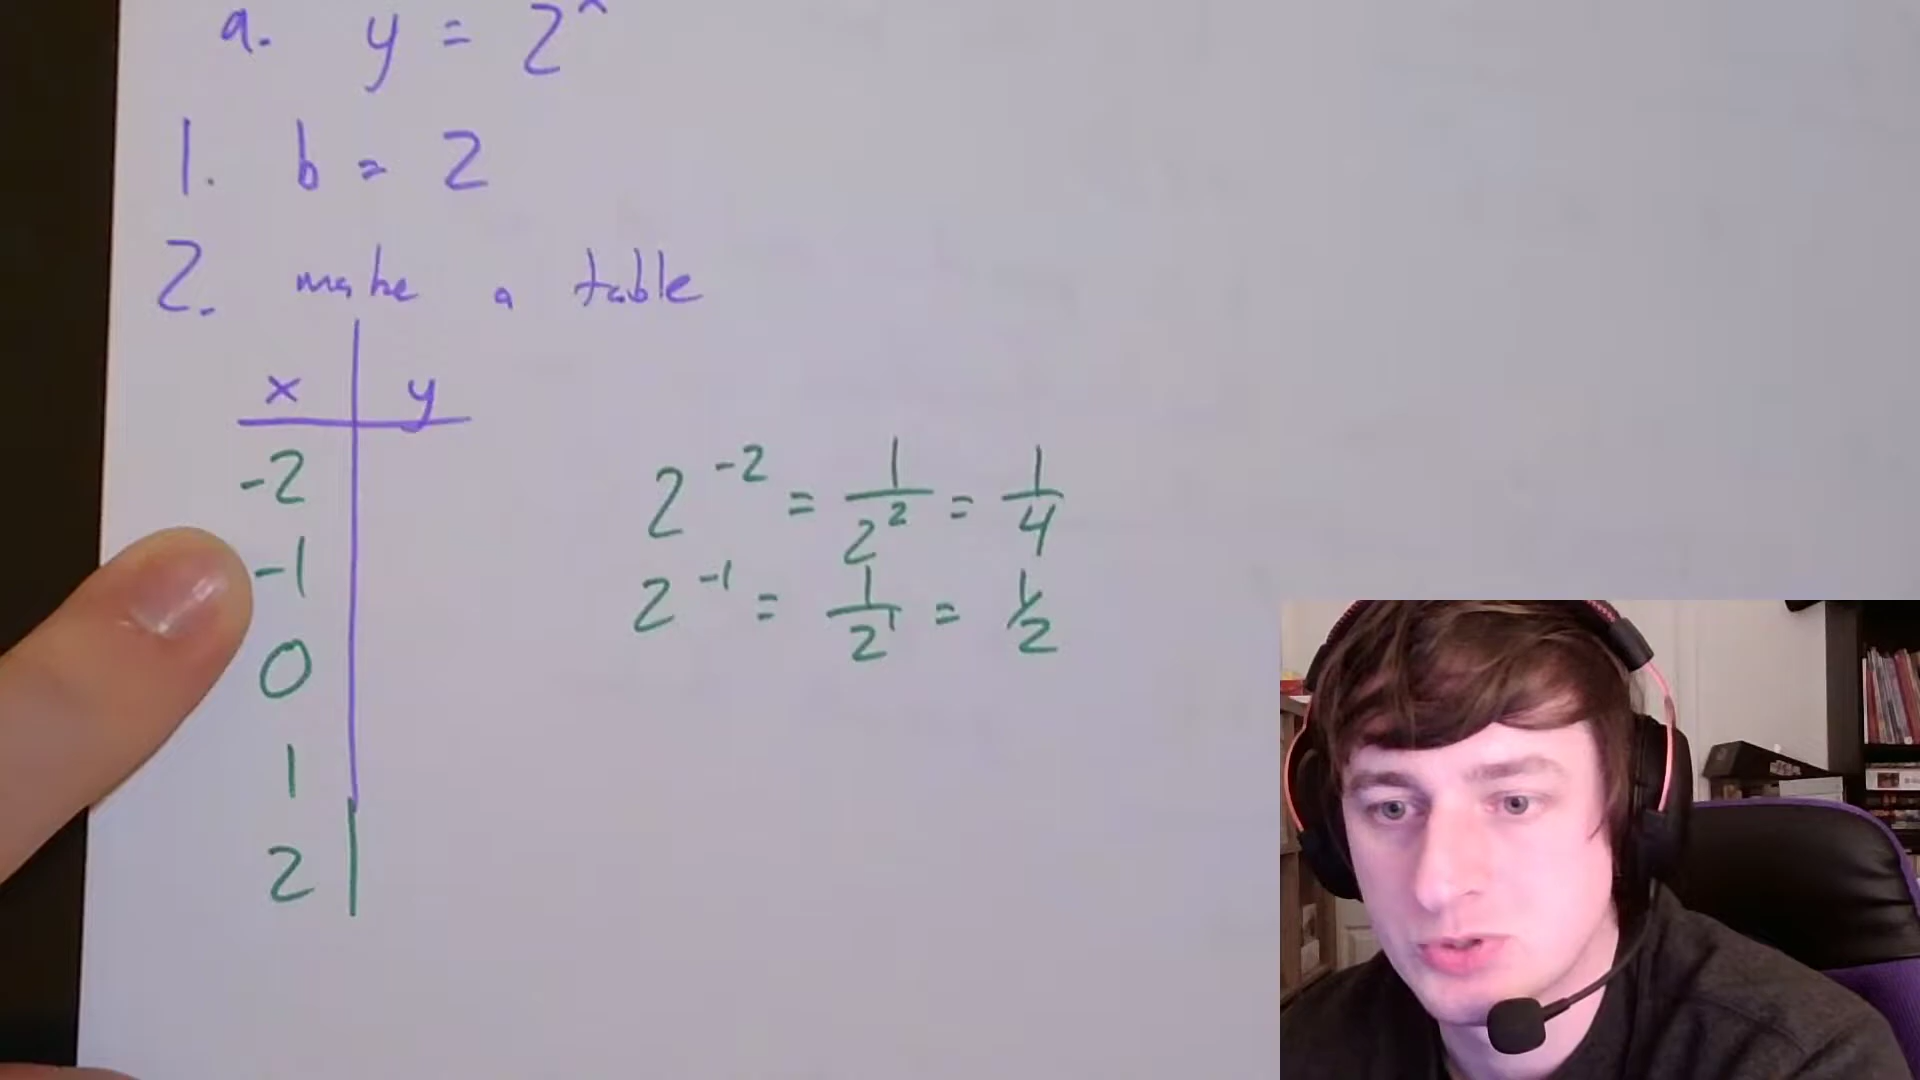 a. y = 2^x
1. b = 2
2. make a table
x y
-2
-1
0
1
2
2^-2 = 1/2^2 = 1/4
2^-1 = 1/2^1 = 1/2